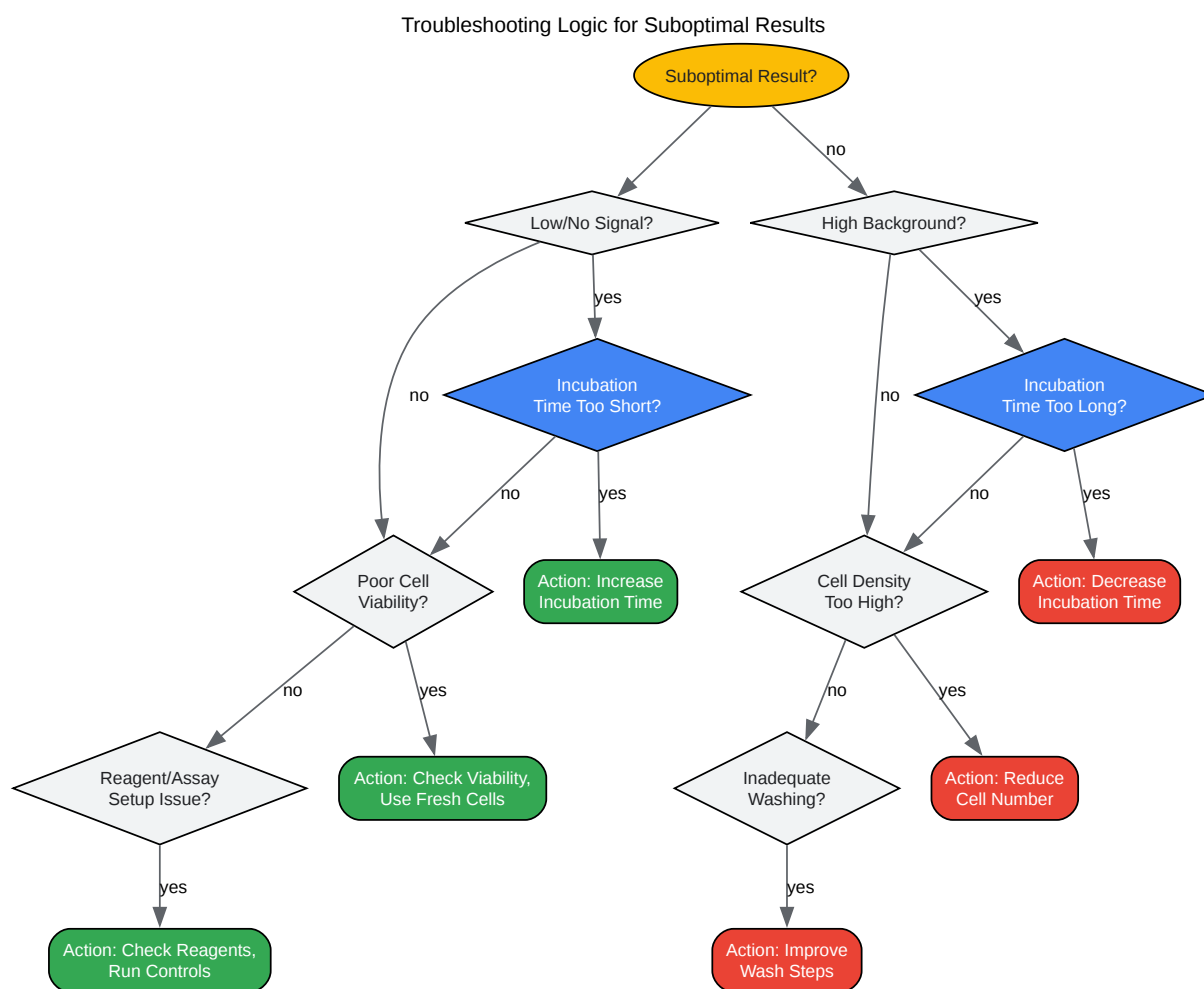 Troubleshooting Logic for Suboptimal Results
Suboptimal Result?
no
Low/No Signal?
High Background?
yes
yes
no
Incubation
Time Too Short?
no
Incubation
Time Too Long?
no
yes
no
yes
Poor Cell
Viability?
Action: Increase
Incubation Time
Cell Density
Too High?
Action: Decrease
Incubation Time
no
yes
no
yes
Reagent/Assay
Setup Issue?
Action: Check Viability,
Use Fresh Cells
Inadequate
Washing?
Action: Reduce
Cell Number
yes
yes
Action: Check Reagents,
Run Controls
Action: Improve
Wash Steps